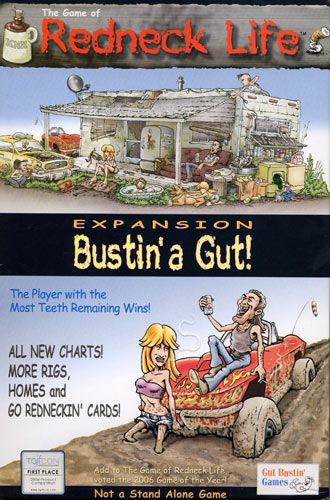 The Game of
Redneck Life™
EXPANSION
Bustin' a Gut!
The Player with the
Most Teeth Remaining Wins!
ALL NEW CHARTS!
MORE RIGS,
HOMES and
GO REDNECKIN' CARDS!
FIRST PLACE
Add to The Game of Redneck Life,
voted the 2006 Game of the Year!
Gut Bustin'
Games
Not a Stand Alone Game